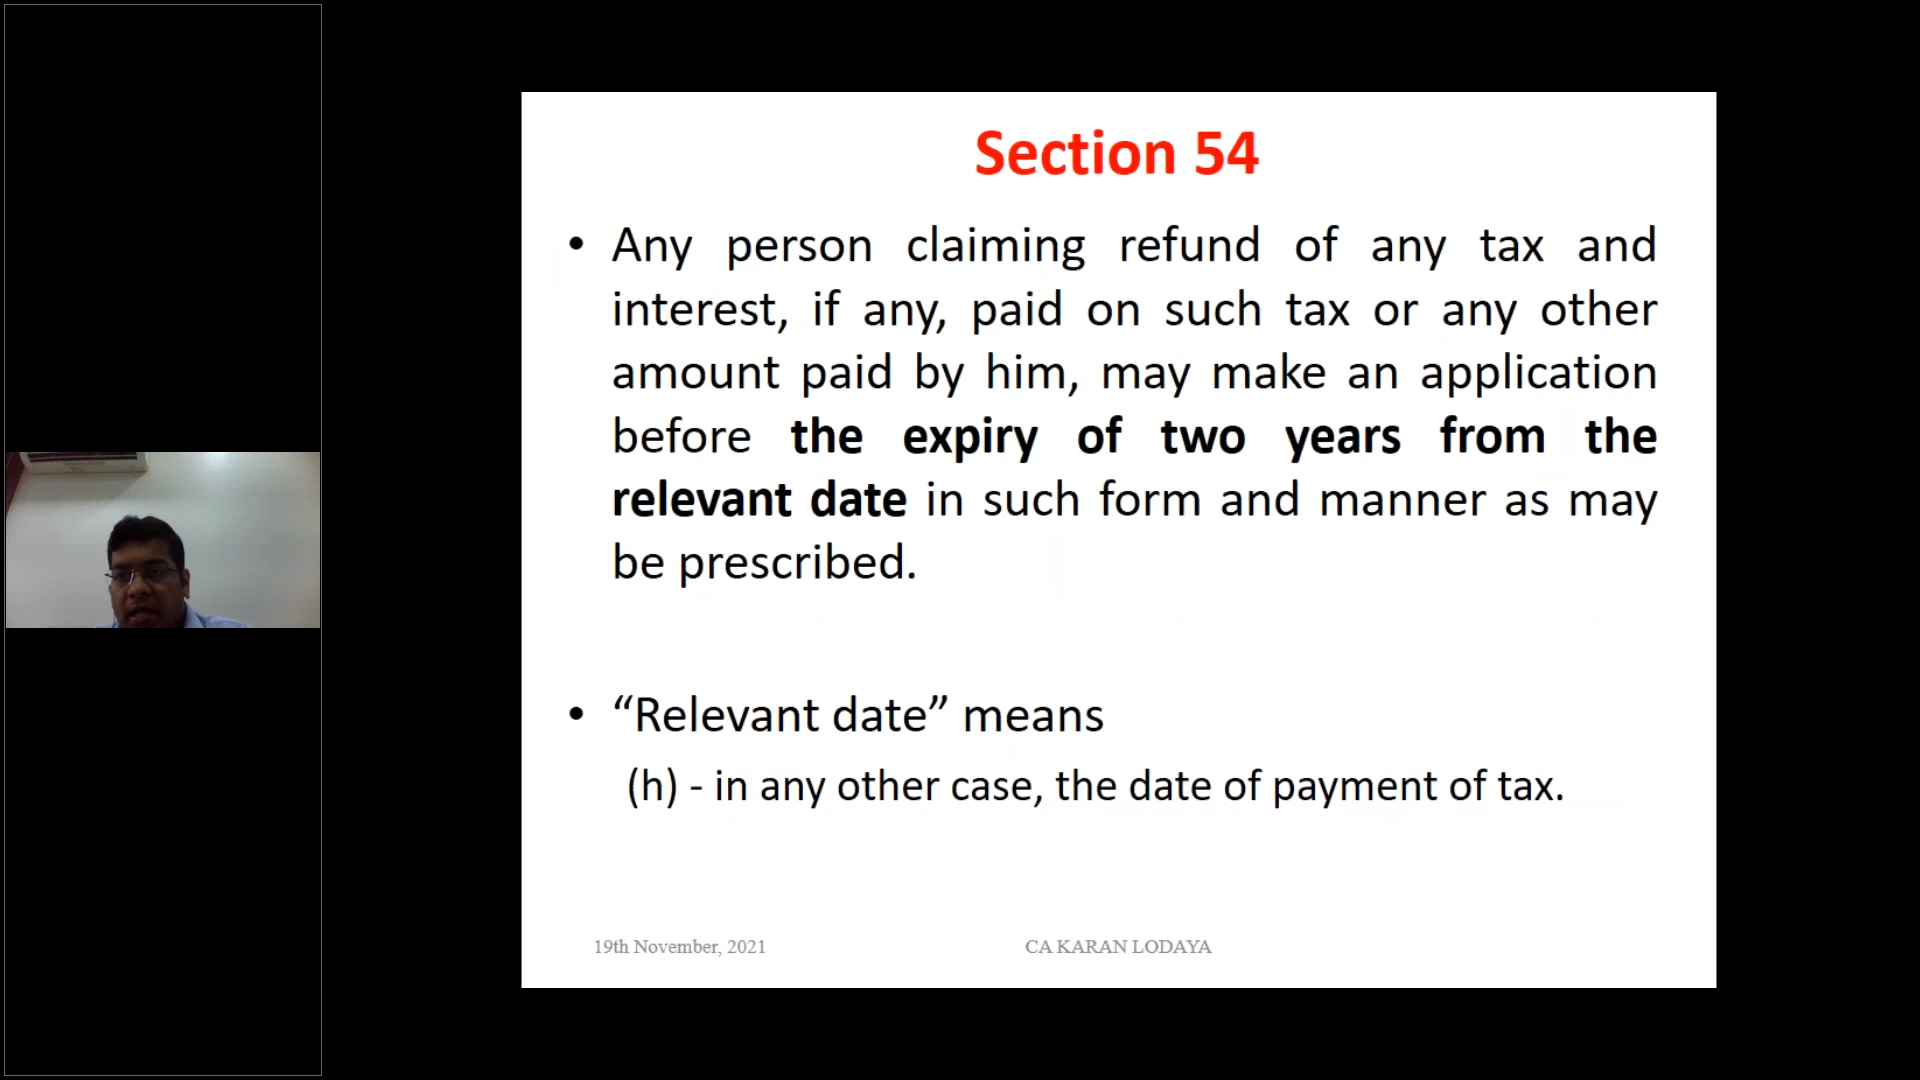 Section 54
• Any person claiming refund of any tax and
interest, if any, paid on such tax or any other
amount paid by him, may make an application
before the expiry of two years from the
relevant date in such form and manner as may
be prescribed.
• “Relevant date” means
(h) - in any other case, the date of payment of tax.
19th November, 2021
CA KARAN LODAYA